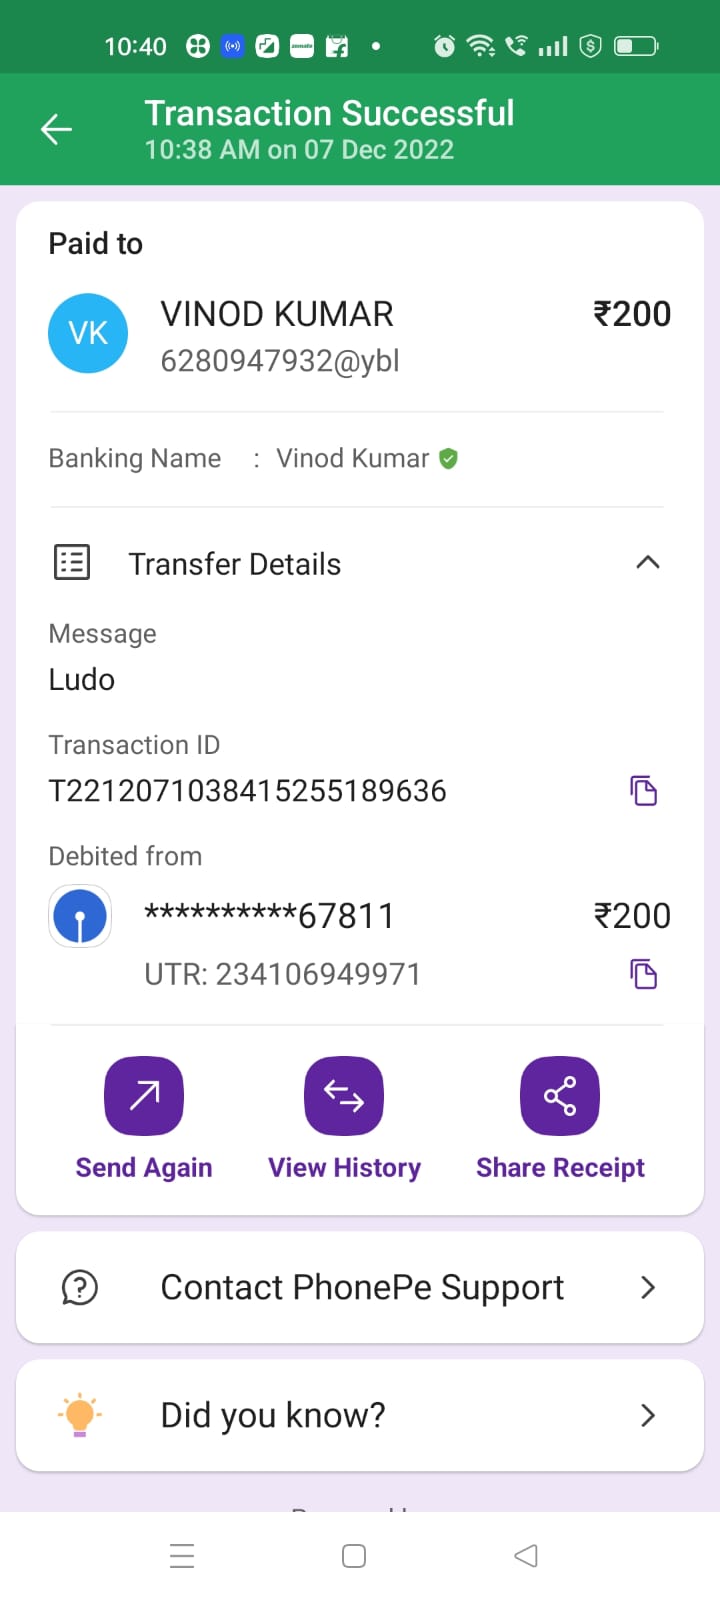 10:40
Transaction Successful
10:38 AM on 07 Dec 2022
Paid to
VK
VINOD KUMAR
₹200
6280947932@ybl
Banking Name : Vinod Kumar
Transfer Details
Message
Ludo
Transaction ID
T2212071038415255189636
Debited from
**********67811
₹200
UTR: 234106949971
Send Again
View History
Share Receipt
Contact PhonePe Support
Did you know?